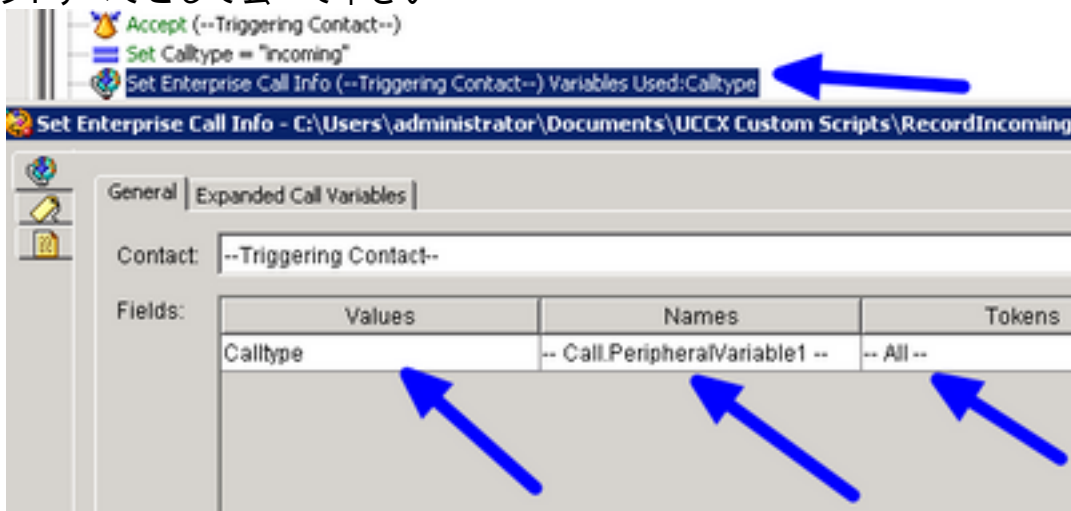 Accept (--Triggering Contact--)
Set Calltype = "incoming"
Set Enterprise Call Info (--Triggering Contact--) Variables Used:Calltype
Set Enterprise Call Info - C:\Users\administrator\Documents\UCCX Custom Scripts\RecordIncoming
General Expanded Call Variables
Contact: --Triggering Contact--
Fields: Values Names Tokens
Calltype -- Call.PeripheralVariable1 -- -- All --